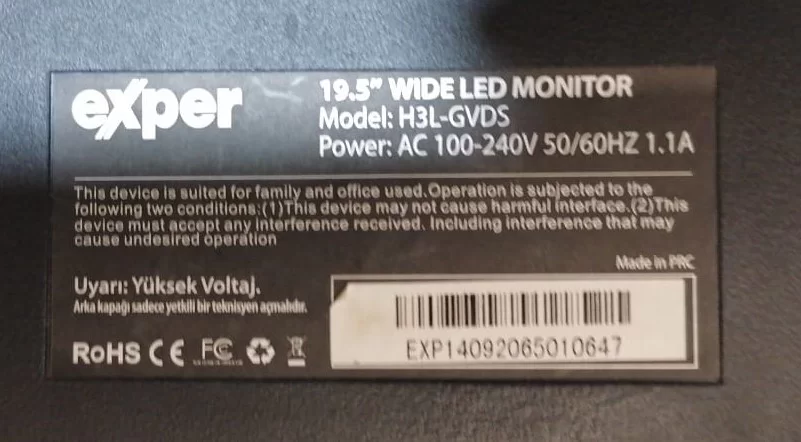 exper
19.5" WIDE LED MONITOR
Model: H3L-GVDS
Power: AC 100-240V 50/60HZ 1.1A
This device is suited for family and office used.Operation is subjected to the
following two conditions:(1)This device may not cause harmful interface.(2)This
device must accept any interference received. Including interference that may
cause undesired operation
Made in PRC
Uyarı: Yüksek Voltaj.
Arka kapağı sadece yetkili bir teknisyen açmalıdır.
RoHS CE FC
EXP14092065010647